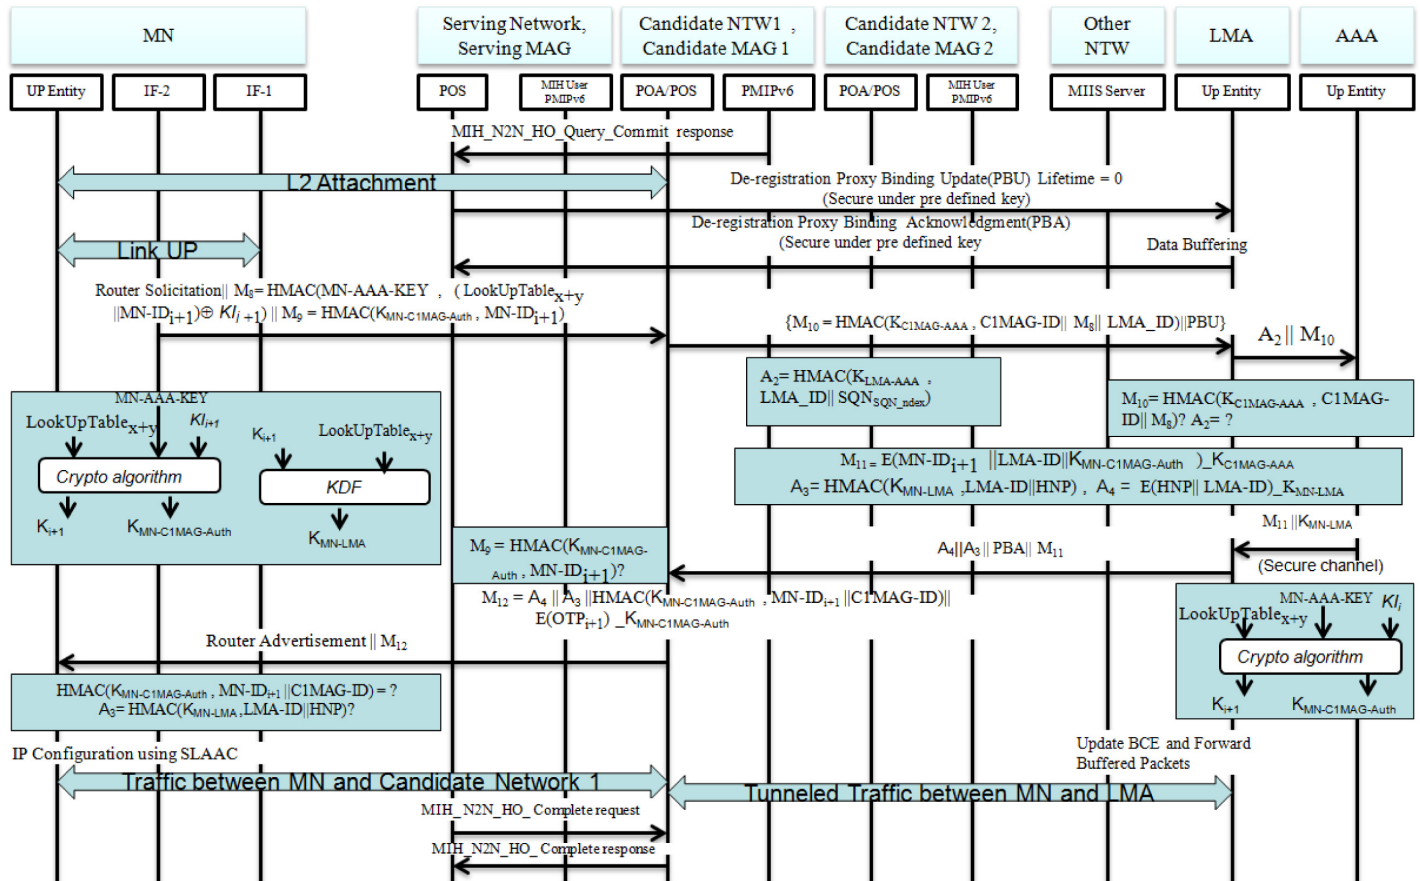 MN
Serving Network,
Serving MAG
Candidate NTW1 ,
Candidate MAG 1
Candidate NTW 2,
Candidate MAG 2
Other
NTW
LMA
AAA
UP Entity
IF-2
IF-1
POS
MIH User
PMIPv6
POA/POS
PMIPv6
POA/POS
MIH User
PMIPv6
MIIS Server
Up Entity
Up Entity
MIH_N2N_HO_Query_Commit response
L2 Attachment
De-registration Proxy Binding Update(PBU) Lifetime = 0
(Secure under pre defined key)
De-registration Proxy Binding Acknowledgment(PBA)
(Secure under pre defined key
Data Buffering
Link UP
Router Solicitation|| M8= HMAC(MN-AAA-KEY , ( LookUpTablex+y
||MN-IDi+1)⊕ KIi +1) || M9 = HMAC(KMN-C1MAG-Auth , MN-IDi+1)
{M10 = HMAC(KC1MAG-AAA , C1MAG-ID|| M8|| LMA_ID)||PBU}
A2 || M10
A2= HMAC(KLMA-AAA ,
LMA_ID|| SQNSQN_ndex)
M10= HMAC(KC1MAG-AAA , C1MAG-
ID|| M8)? A2= ?
MN-AAA-KEY
LookUpTablex+y
KIi+1
Crypto algorithm
Ki+1
KMN-C1MAG-Auth
Ki+1
LookUpTablex+y
KDF
KMN-LMA
M11 = E(MN-IDi+1 ||LMA-ID||KMN-C1MAG-Auth )_KC1MAG-AAA
A3= HMAC(KMN-LMA ,LMA-ID||HNP) , A4 = E(HNP|| LMA-ID)_KMN-LMA
M11 ||KMN-LMA
(Secure channel)
M9 = HMAC(KMN-C1MAG-
Auth , MN-IDi+1)?
A4||A3 || PBA|| M11
M12 = A4 || A3 ||HMAC(KMN-C1MAG-Auth , MN-IDi+1 ||C1MAG-ID)||
E(OTPi+1) _KMN-C1MAG-Auth
MN-AAA-KEY
KIi
LookUpTablex+y
Crypto algorithm
Ki+1
KMN-C1MAG-Auth
Router Advertisement || M12
HMAC(KMN-C1MAG-Auth , MN-IDi+1 ||C1MAG-ID) = ?
A3= HMAC(KMN-LMA,LMA-ID||HNP)?
IP Configuration using SLAAC
Update BCE and Forward
Buffered Packets
Traffic between MN and Candidate Network 1
Tunneled Traffic between MN and LMA
MIH_N2N_HO_ Complete request
MIH_N2N_HO_ Complete response